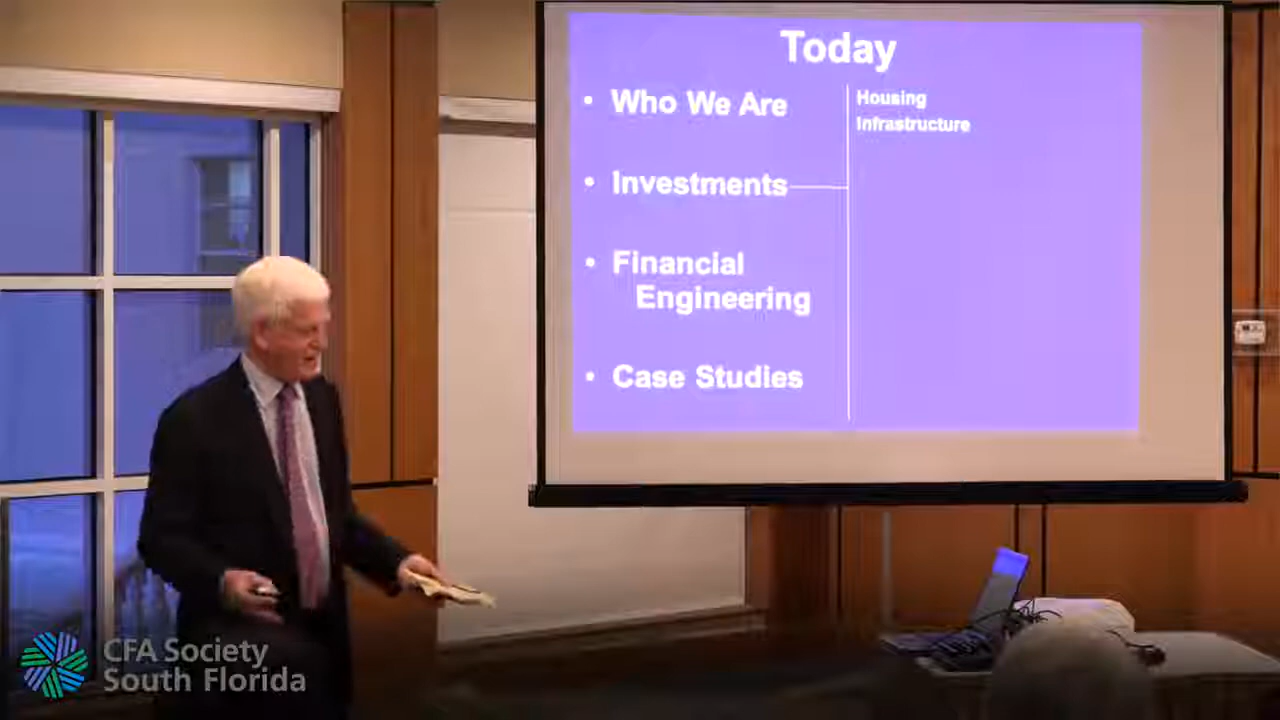 Today
• Who We Are
• Investments
• Financial
Engineering
• Case Studies
Housing
Infrastructure
CFA Society
South Florida